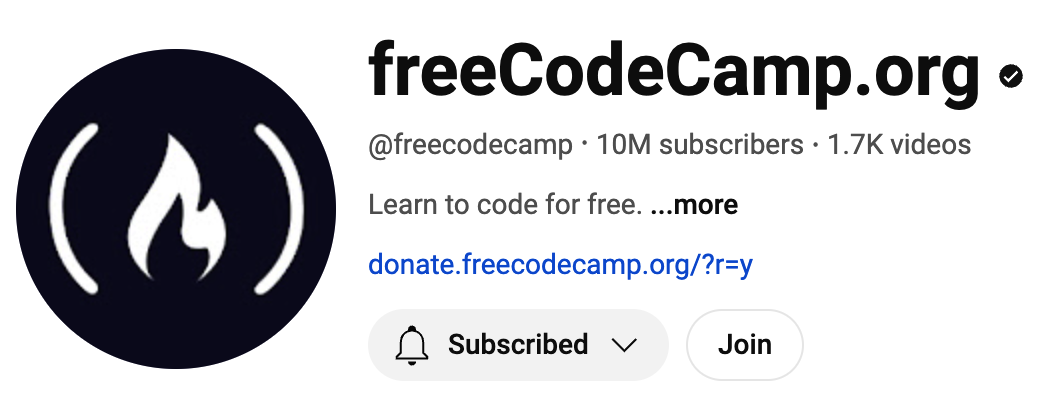 freeCodeCamp.org
@freecodecamp · 10M subscribers · 1.7K videos
Learn to code for free. ...more
donate.freecodecamp.org/?r=y
Subscribed
Join